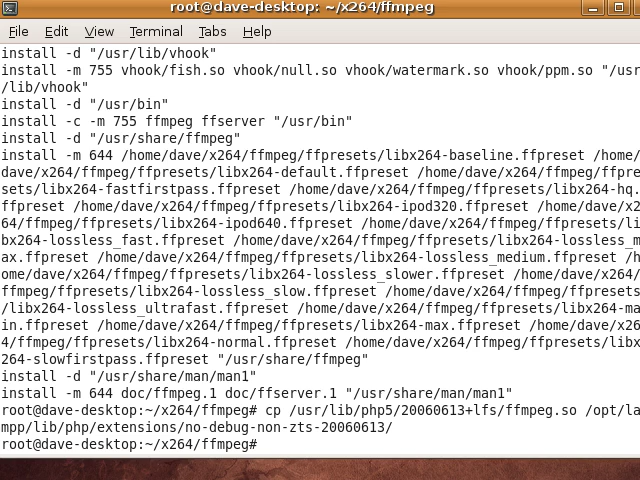 root@dave-desktop: ~/x264/ffmpeg
File Edit View Terminal Tabs Help
install -d "/usr/lib/vhook"
install -m 755 vhook/fish.so vhook/null.so vhook/watermark.so vhook/ppm.so "/usr
/lib/vhook"
install -d "/usr/bin"
install -c -m 755 ffmpeg ffserver "/usr/bin"
install -d "/usr/share/ffmpeg"
install -m 644 /home/dave/x264/ffmpeg/ffpresets/libx264-baseline.ffpreset /home/
dave/x264/ffmpeg/ffpresets/libx264-default.ffpreset /home/dave/x264/ffmpeg/ffpre
sets/libx264-fastfirstpass.ffpreset /home/dave/x264/ffmpeg/ffpresets/libx264-hq.
ffpreset /home/dave/x264/ffmpeg/ffpresets/libx264-ipod320.ffpreset /home/dave/x2
64/ffmpeg/ffpresets/libx264-ipod640.ffpreset /home/dave/x264/ffmpeg/ffpresets/li
bx264-lossless_fast.ffpreset /home/dave/x264/ffmpeg/ffpresets/libx264-lossless_m
ax.ffpreset /home/dave/x264/ffmpeg/ffpresets/libx264-lossless_medium.ffpreset /h
ome/dave/x264/ffmpeg/ffpresets/libx264-lossless_slower.ffpreset /home/dave/x264/
ffmpeg/ffpresets/libx264-lossless_slow.ffpreset /home/dave/x264/ffmpeg/ffpresets
/libx264-lossless_ultrafast.ffpreset /home/dave/x264/ffmpeg/ffpresets/libx264-ma
in.ffpreset /home/dave/x264/ffmpeg/ffpresets/libx264-max.ffpreset /home/dave/x26
4/ffmpeg/ffpresets/libx264-normal.ffpreset /home/dave/x264/ffmpeg/ffpresets/libx
264-slowfirstpass.ffpreset "/usr/share/ffmpeg"
install -d "/usr/share/man/man1"
install -m 644 doc/ffmpeg.1 doc/ffserver.1 "/usr/share/man/man1"
root@dave-desktop:~/x264/ffmpeg# cp /usr/lib/php5/20060613+lfs/ffmpeg.so /opt/la
mpp/lib/php/extensions/no-debug-non-zts-20060613/
root@dave-desktop:~/x264/ffmpeg#